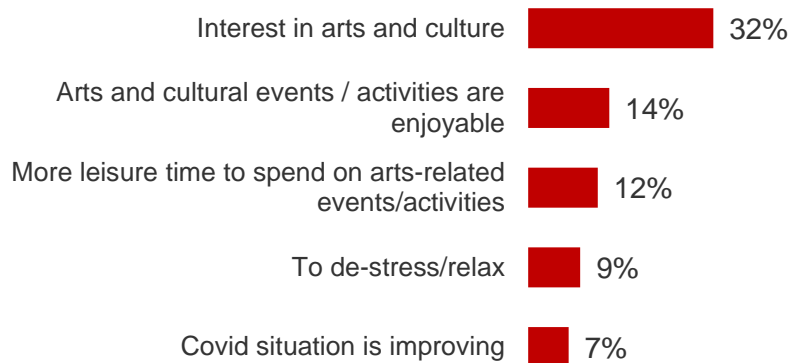 Interest in arts and culture 32%
Arts and cultural events / activities are
enjoyable 14%
More leisure time to spend on arts-related
events/activities 12%
To de-stress/relax 9%
Covid situation is improving 7%